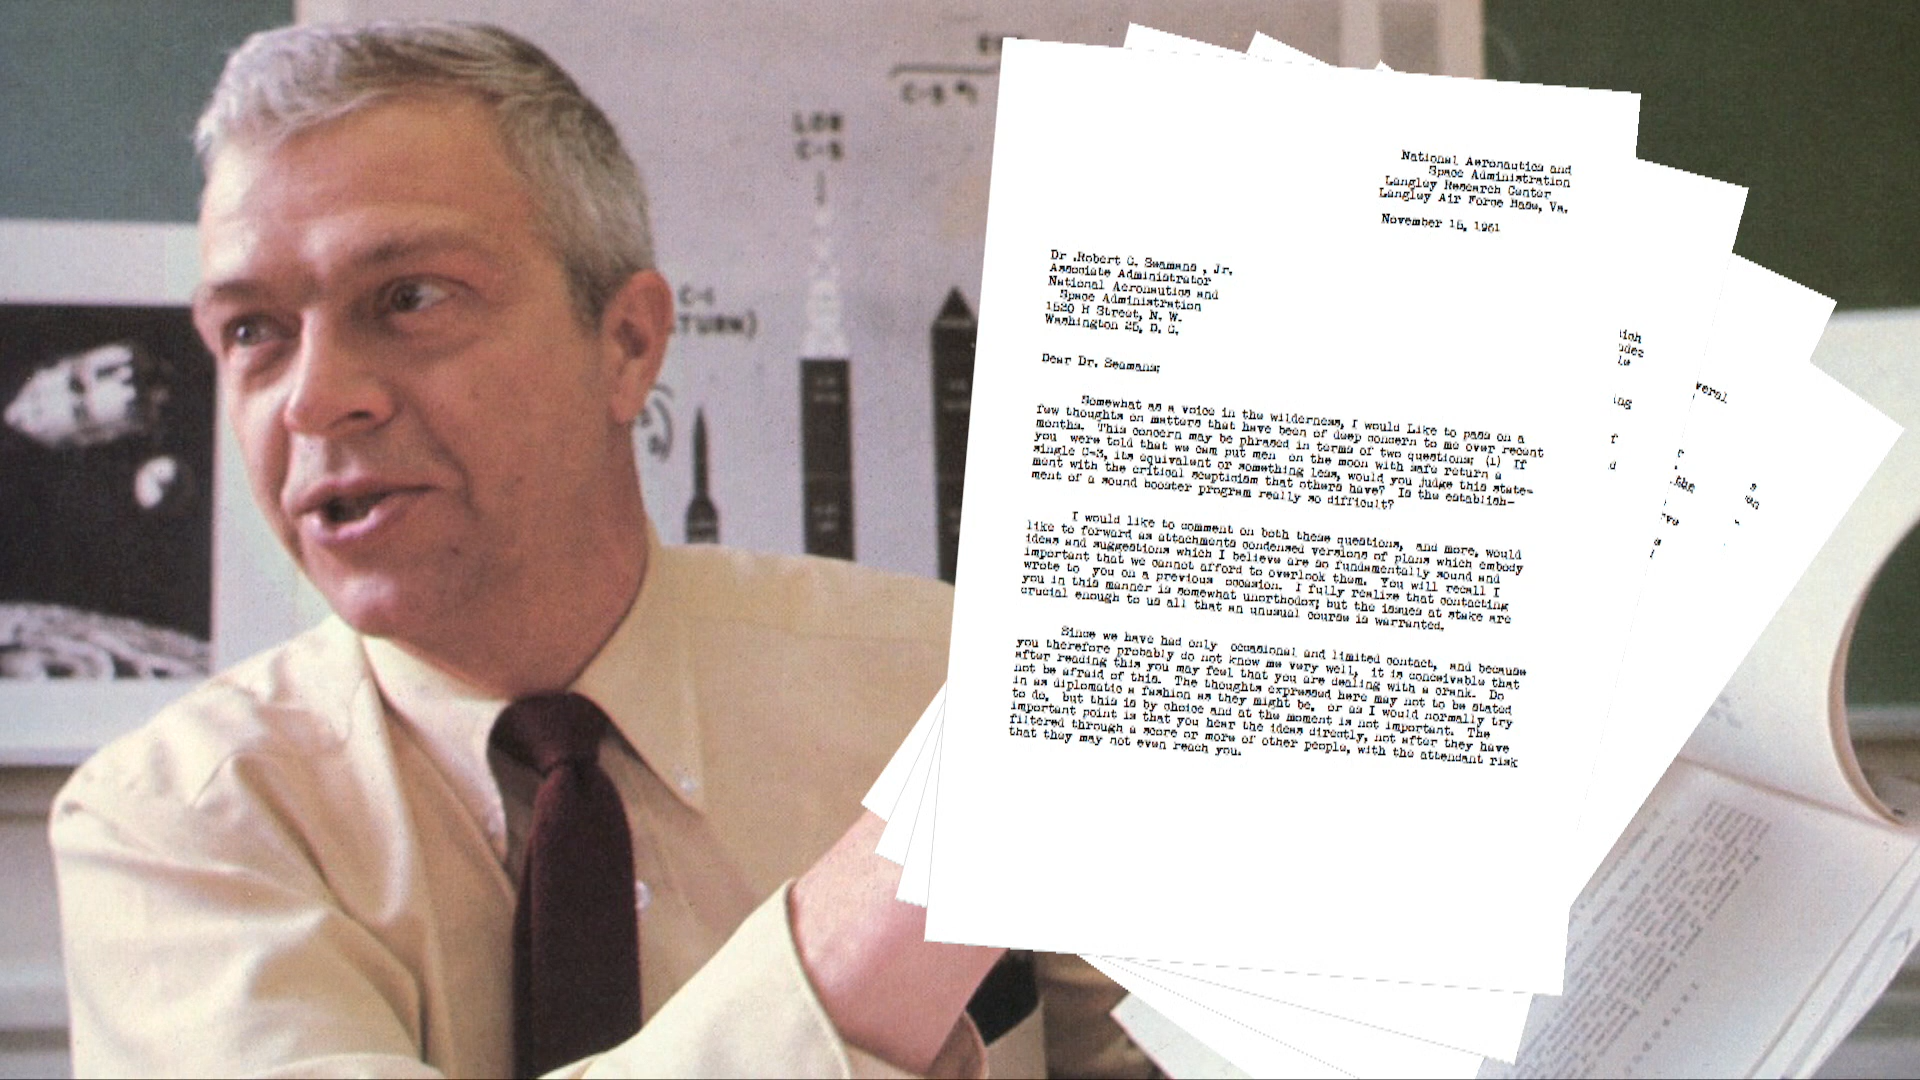 LOR
C-5
C-5
C-1
National Aeronautics and
Space Administration
Langley Research Center
Langley Air Force Base, Va.
November 15, 1961
Dr .Robert C. Seamans , Jr.
Associate Administrator
National Aeronautics and
Space Administration
1520 H Street, N. W.
Washington 25, D. C.
Dear Dr. Seamans;
Somewhat as a voice in the wilderness, I would Like to pass on a
few thoughts on matters that have been of deep concern to me over recent
months. This concern may be phrased in terms of two questions; (1) If
you were told that we can put men on the moon with safe return a
single C-3, its equivalent or something less, would you judge this state-
ment with the critical scepticism that others have? Is the establish-
ment of a sound booster program really so difficult?
I would like to comment on both these questions, and more, would
like to forward as attachments condensed versions of plans which embody
ideas and suggestions which I believe are so fundamentally sound and
important that we cannot afford to overlook them. You will recall I
wrote to you on a previous occasion. I fully realize that contacting
you in this manner is somewhat unorthodox; but the issues at stake are
crucial enough to us all that an unusual course is warranted.
Since we have had only occasional and limited contact, and because
you therefore probably do not know me very well, it is conceivable that
after reading this you may feel that you are dealing with a crank. Do
not be afraid of this. The thoughts expressed here may not to be stated
in as diplomatic a fashion as they might be, or as I would normally try
to do, but this is by choice and at the moment is not important. The
important point is that you hear the ideas directly, not after they have
filtered through a score or more of other people, with the attendant risk
that they may not even reach you.